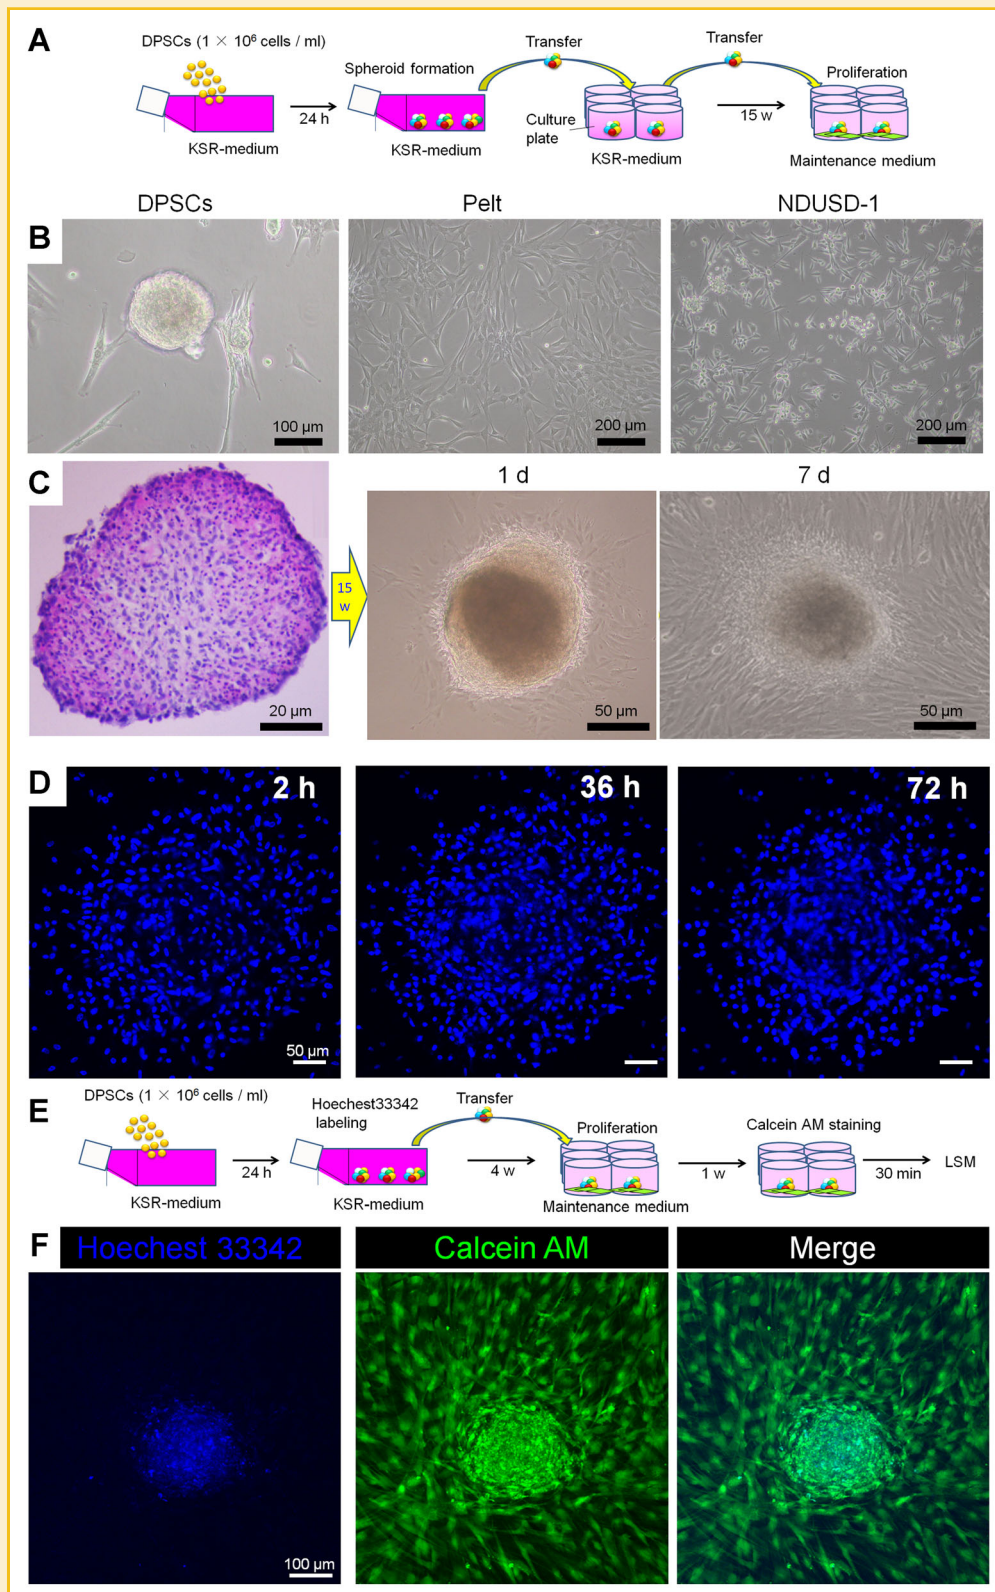 A
DPSCs (1 × 10⁶ cells / ml)
24 h
KSR-medium
Spheroid formation
KSR-medium
Transfer
Culture
plate
KSR-medium
Transfer
15 w
Proliferation
Maintenance medium
B
DPSCs
Pelt
NDUSD-1
100 µm
200 µm
200 µm
C
15
w
1 d
7 d
20 µm
50 µm
50 µm
D
2 h
36 h
72 h
50 µm
E
DPSCs (1 × 10⁶ cells / ml)
24 h
KSR-medium
Hoechest33342
labeling
KSR-medium
Transfer
4 w
Proliferation
Maintenance medium
1 w
Calcein AM staining
30 min
LSM
F
Hoechest 33342
Calcein AM
Merge
100 µm